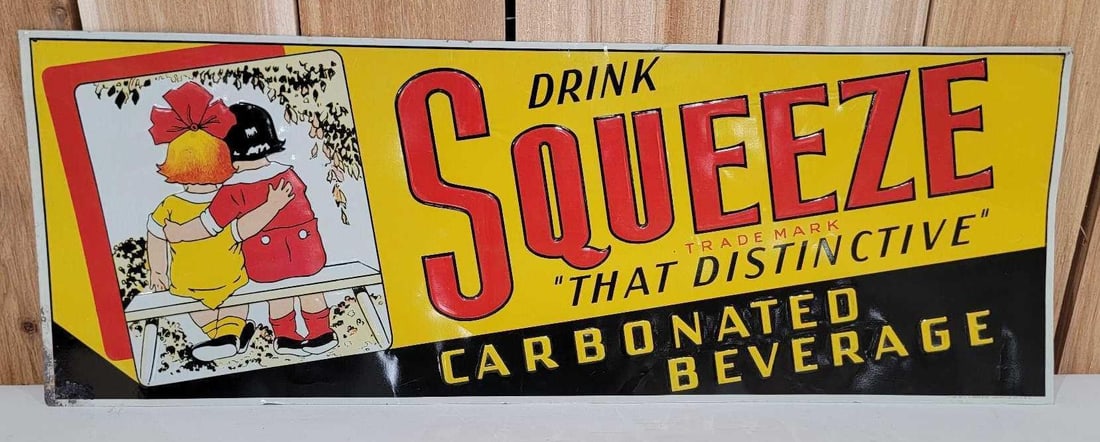 DRINK
SQUEEZE
TRADE MARK
"THAT DISTINCTIVE"
CARBONATED
BEVERAGE